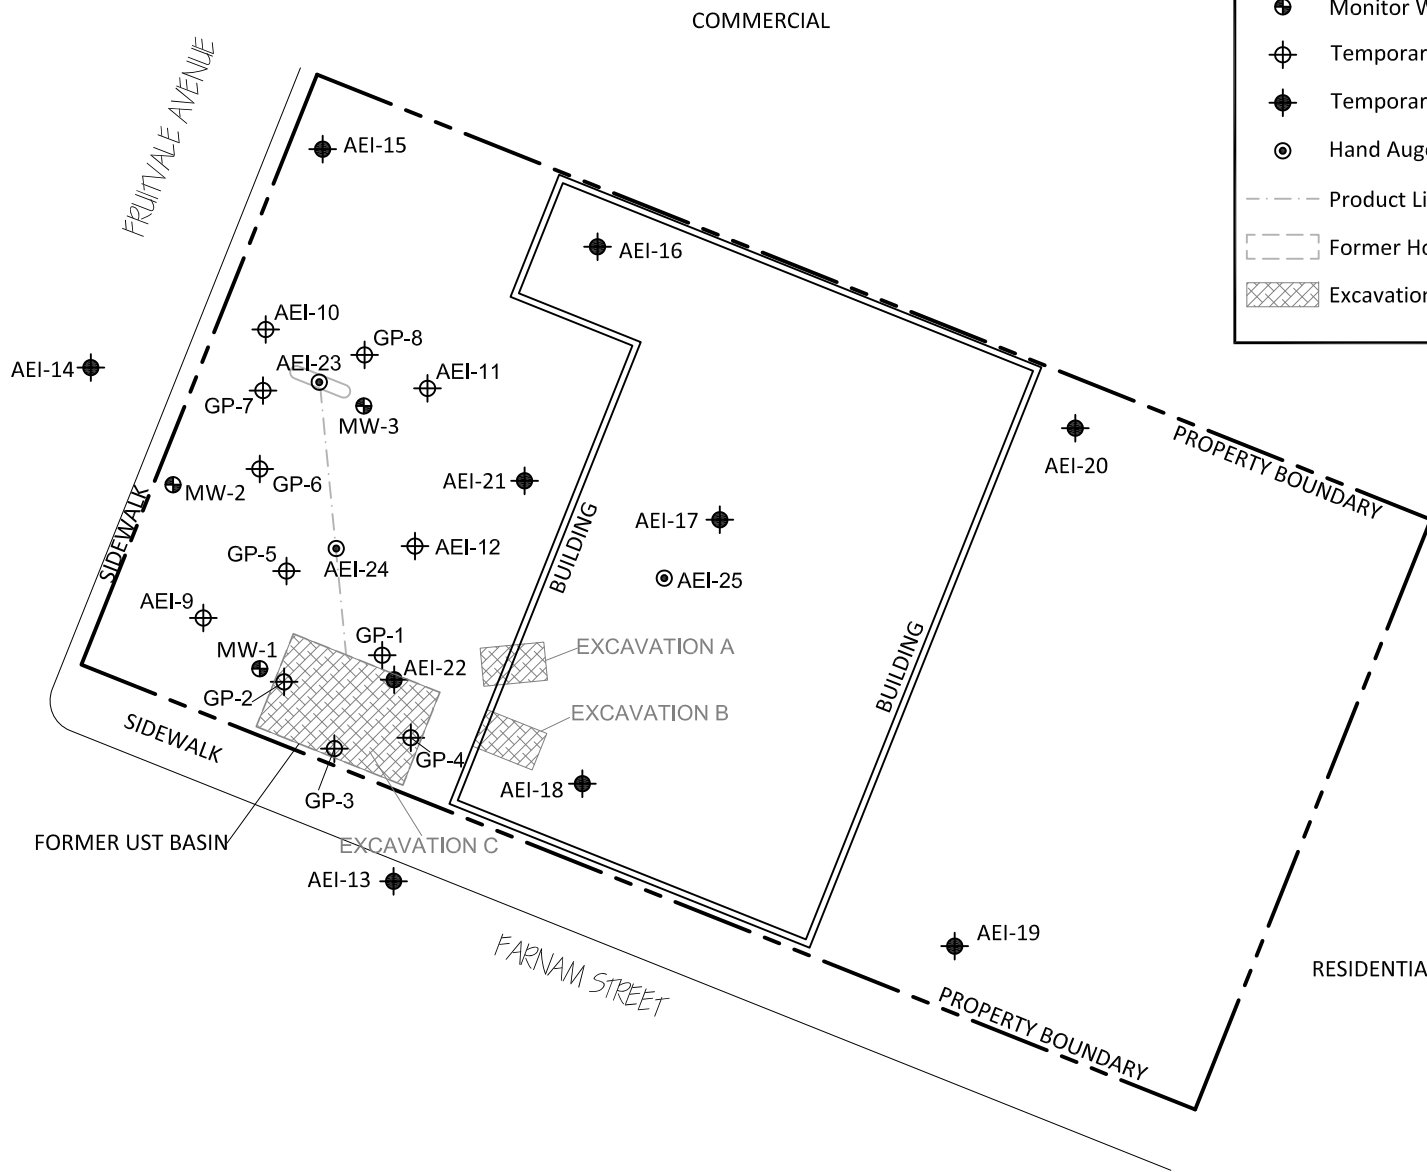 COMMERCIAL
Monitor W
Temporar
Temporar
Hand Aug
Product Li
Former Ho
Excavation
FRUITVALE AVENUE
AEI-15
AEI-16
AEI-10
GP-8
AEI-23
AEI-14
AEI-11
GP-7
MW-3
AEI-20
PROPERTY BOUNDARY
GP-6
MW-2
AEI-21
AEI-17
SIDEWALK
BUILDING
GP-5
AEI-12
AEI-24
AEI-25
AEI-9
GP-1
EXCAVATION A
MW-1
AEI-22
BUILDING
GP-2
EXCAVATION B
SIDEWALK
GP-4
AEI-18
GP-3
FORMER UST BASIN
EXCAVATION C
AEI-13
AEI-19
FARNAM STREET
RESIDENTIA
PROPERTY BOUNDARY